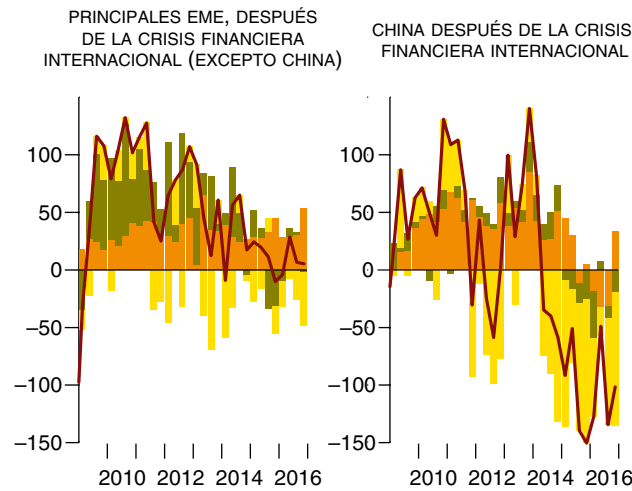 PRINCIPALES EME, DESPUÉS
DE LA CRISIS FINANCIERA
INTERNACIONAL (EXCEPTO CHINA)
CHINA DESPUÉS DE LA CRISIS
FINANCIERA INTERNACIONAL
100
50
0
−50
−100
−150
2010 2012 2014 2016
100
50
0
−50
−100
−150
2010 2012 2014 2016